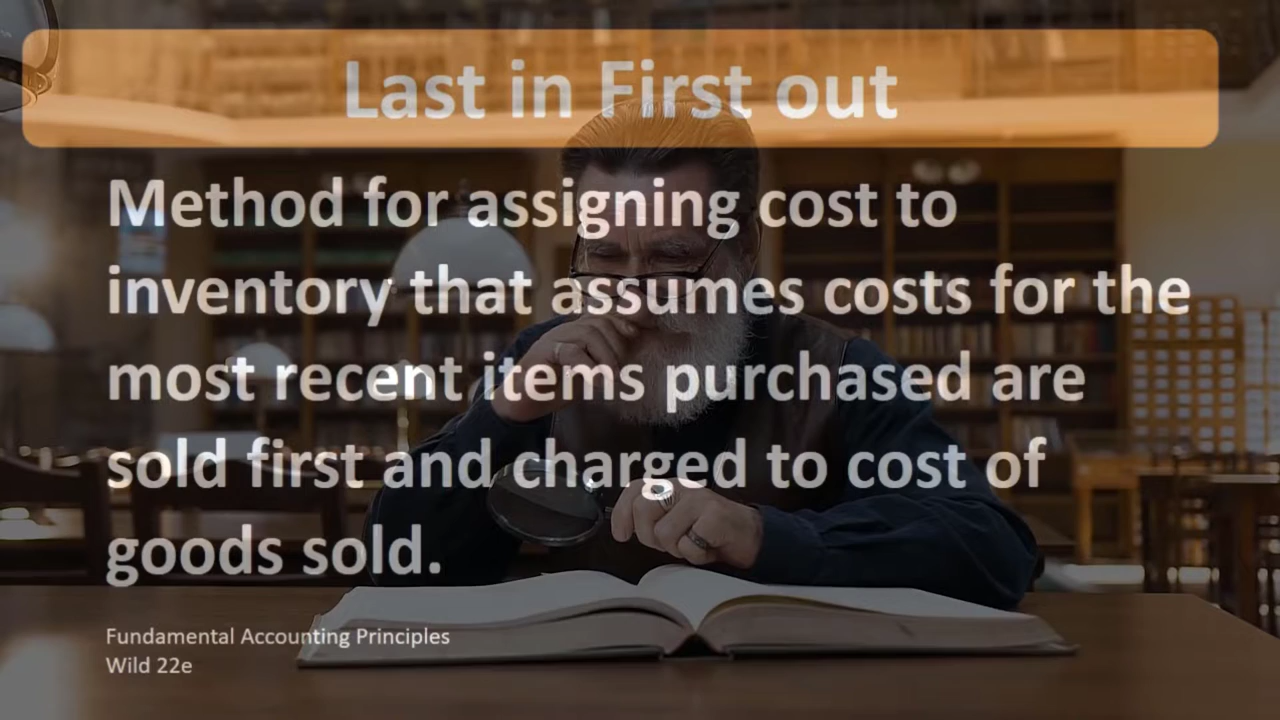 Last in First out
Method for assigning cost to
inventory that assumes costs for the
most recent items purchased are
sold first and charged to cost of
goods sold.
Fundamental Accounting Principles
Wild 22e